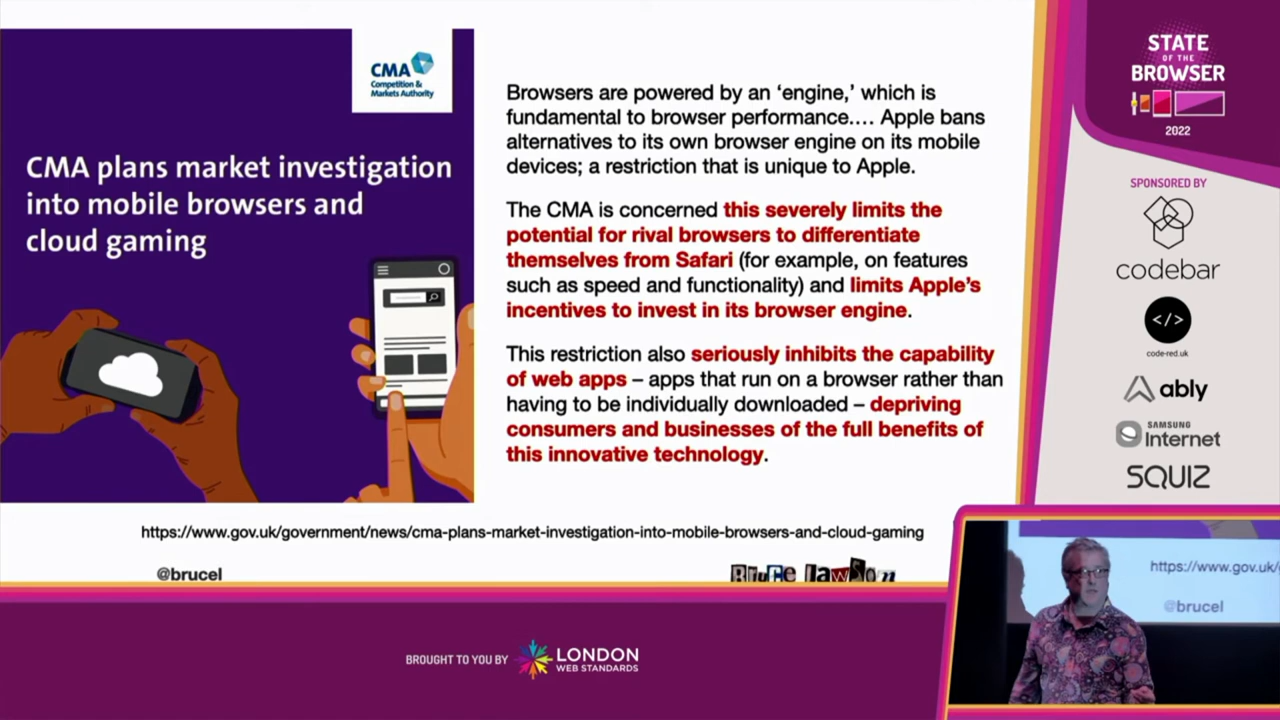 CMA
Competition &
Markets Authority
CMA plans market investigation
into mobile browsers and
cloud gaming
Browsers are powered by an ‘engine,’ which is
fundamental to browser performance.... Apple bans
alternatives to its own browser engine on its mobile
devices; a restriction that is unique to Apple.
The CMA is concerned this severely limits the
potential for rival browsers to differentiate
themselves from Safari (for example, on features
such as speed and functionality) and limits Apple’s
incentives to invest in its browser engine.
This restriction also seriously inhibits the capability
of web apps – apps that run on a browser rather than
having to be individually downloaded – depriving
consumers and businesses of the full benefits of
this innovative technology.
https://www.gov.uk/government/news/cma-plans-market-investigation-into-mobile-browsers-and-cloud-gaming
@brucel
Bruce Lawson
STATE
OF THE
BROWSER
2022
SPONSORED BY
codebar
</>
code-red.uk
ably
SAMSUNG
Internet
SQUIZ
https://www.gov.uk/
@brucel
BROUGHT TO YOU BY
LONDON
WEB STANDARDS